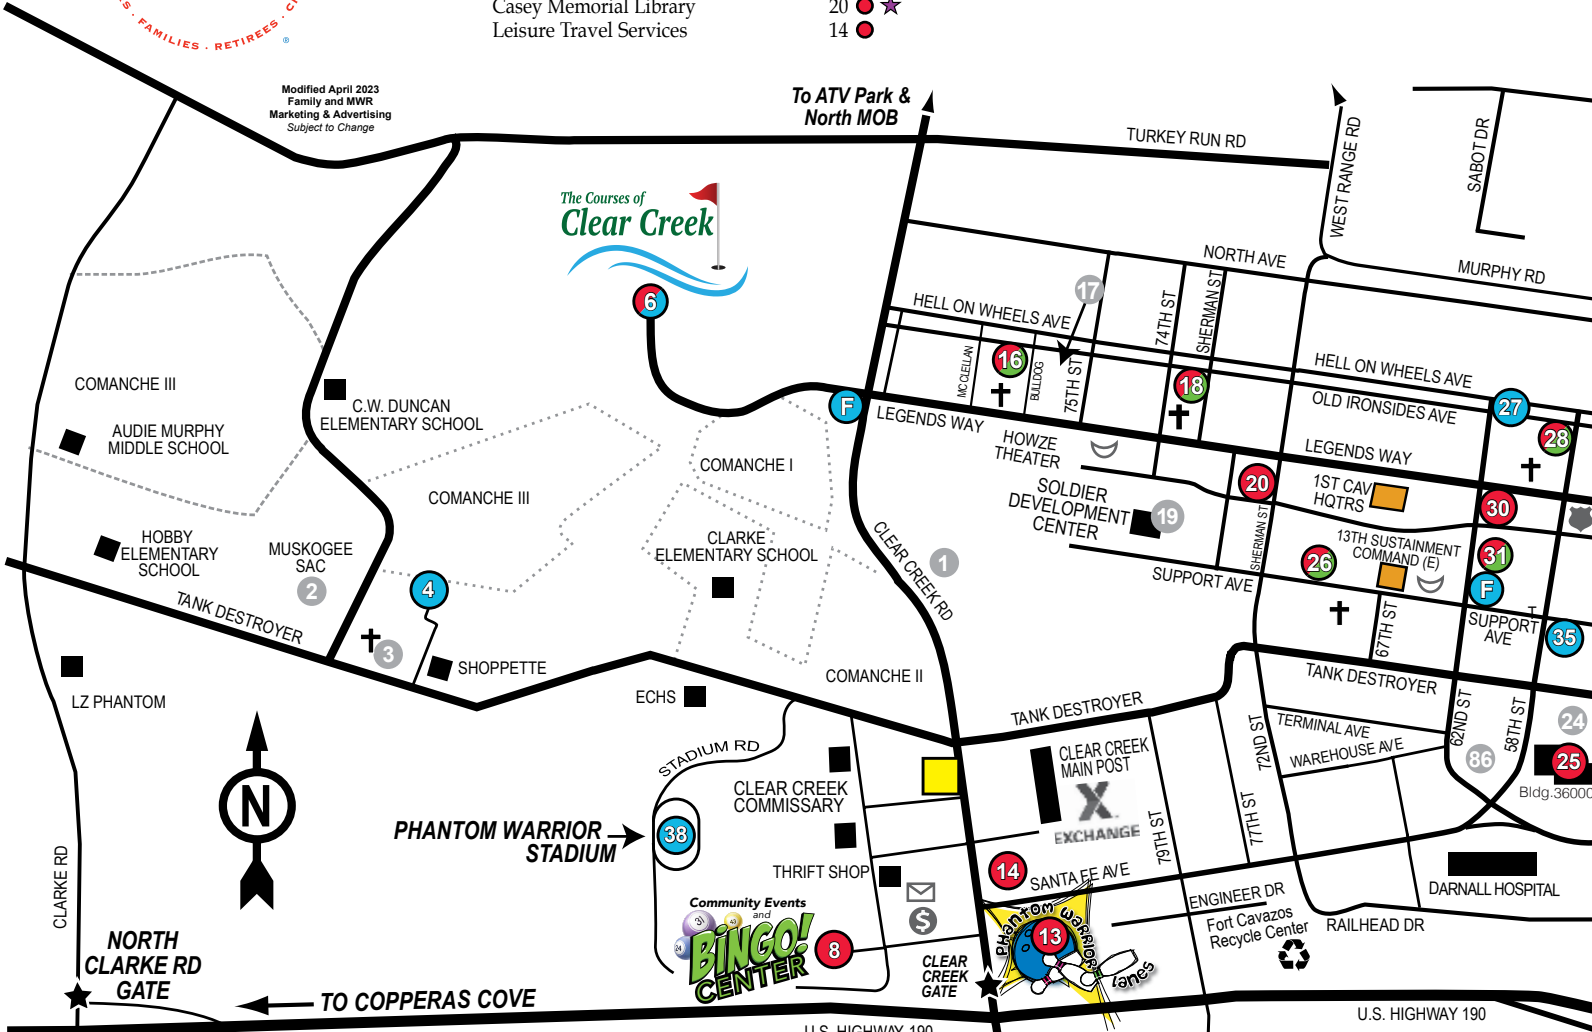 Casey Memorial Library 20
Leisure Travel Services 14
· FAMILIES · RETIREES ·
®
Modified April 2023
Family and MWR
Marketing & Advertising
Subject to Change
To ATV Park &
North MOB
TURKEY RUN RD
WEST RANGE RD
SABOT DR
The Courses of
Clear Creek
6
NORTH AVE
MURPHY RD
17
HELL ON WHEELS AVE
74TH ST
SHERMAN ST
MC CLELLAN
16
BULLDOG
75TH ST
18
HELL ON WHEELS AVE
OLD IRONSIDES AVE
27
28
COMANCHE III
C.W. DUNCAN
ELEMENTARY SCHOOL
AUDIE MURPHY
MIDDLE SCHOOL
F
LEGENDS WAY
HOWZE
THEATER
LEGENDS WAY
COMANCHE I
COMANCHE III
SOLDIER
DEVELOPMENT
CENTER
19
20
1ST CAV
HQTRS
30
SHERMAN ST
13TH SUSTAINMENT
COMMAND (E)
26
31
F
HOBBY
ELEMENTARY
SCHOOL
MUSKOGEE
SAC
2
CLARKE
ELEMENTARY SCHOOL
CLEAR CREEK RD
1
SUPPORT AVE
67TH ST
SUPPORT
AVE
35
4
TANK DESTROYER
3
SHOPPETTE
LZ PHANTOM
ECHS
COMANCHE II
TANK DESTROYER
TANK DESTROYER
62ND ST
58TH ST
24
STADIUM RD
72ND ST
TERMINAL AVE
WAREHOUSE AVE
86
25
Bldg.36000
N
CLEAR CREEK
COMMISSARY
CLEAR CREEK
MAIN POST
X
EXCHANGE
79TH ST
77TH ST
PHANTOM WARRIOR
STADIUM
38
THRIFT SHOP
14
SANTA FE AVE
DARNALL HOSPITAL
CLARKE RD
Community Events
and
BINGO!
CENTER
31
43
24
8
$
PHANTOM WARRIOR
LANES
13
ENGINEER DR
Fort Cavazos
Recycle Center
RAILHEAD DR
NORTH
CLARKE RD
GATE
CLEAR
CREEK
GATE
TO COPPERAS COVE
U.S. HIGHWAY 190
U.S. HIGHWAY 190